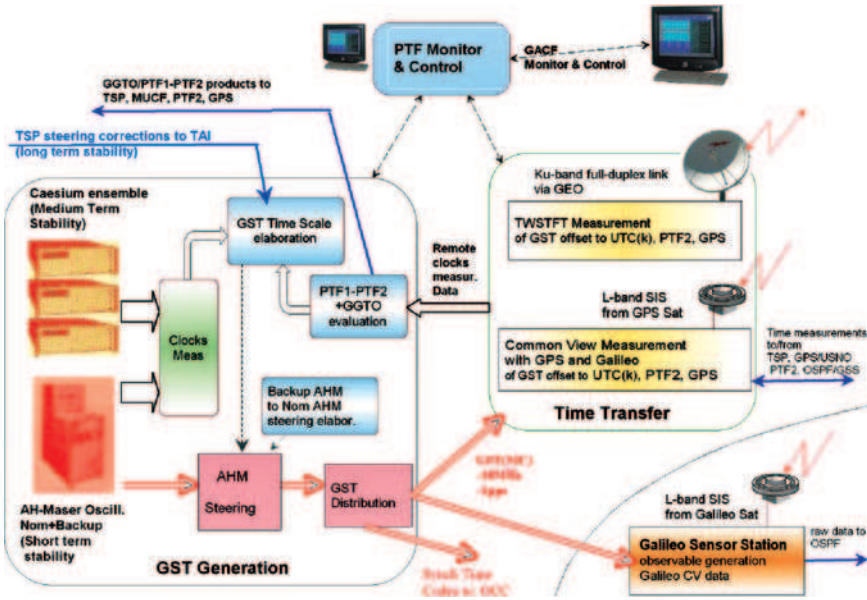 PTF Monitor
& Control
GACF
Monitor & Control
GGTO/PTF1-PTF2 products to
TSP, MUCF, PTF2, GPS
TSP steering corrections to TAI
(long term stability)
Caesium ensemble
(Medium Term
Stability)
GST Time Scale
elaboration
Clocks
Meas
PTF1-PTF2
+GGTO
evaluation
Remote
clocks
measur.
Data
Ku-band full-duplex link
via GEO
TWSTFT Measurement
of GST offset to UTC(k), PTF2, GPS
L-band SIS
from GPS Sat
Common View Measurement
with GPS and Galileo
of GST offset to UTC(k), PTF2, GPS
Time Transfer
Time measurements
to/from
TSP, GPS/USNO
PTF2, OSPF/GSS
Backup AHM
to Nom AHM
steering elabor.
AHM
Steering
GST
Distribution
AH-Maser Oscill.
Nom+Backup
(Short term
stability)
GST Generation
L-band SIS
from Galileo Sat
Galileo Sensor Station
observable generation
Galileo CV data
raw data to
OSPF